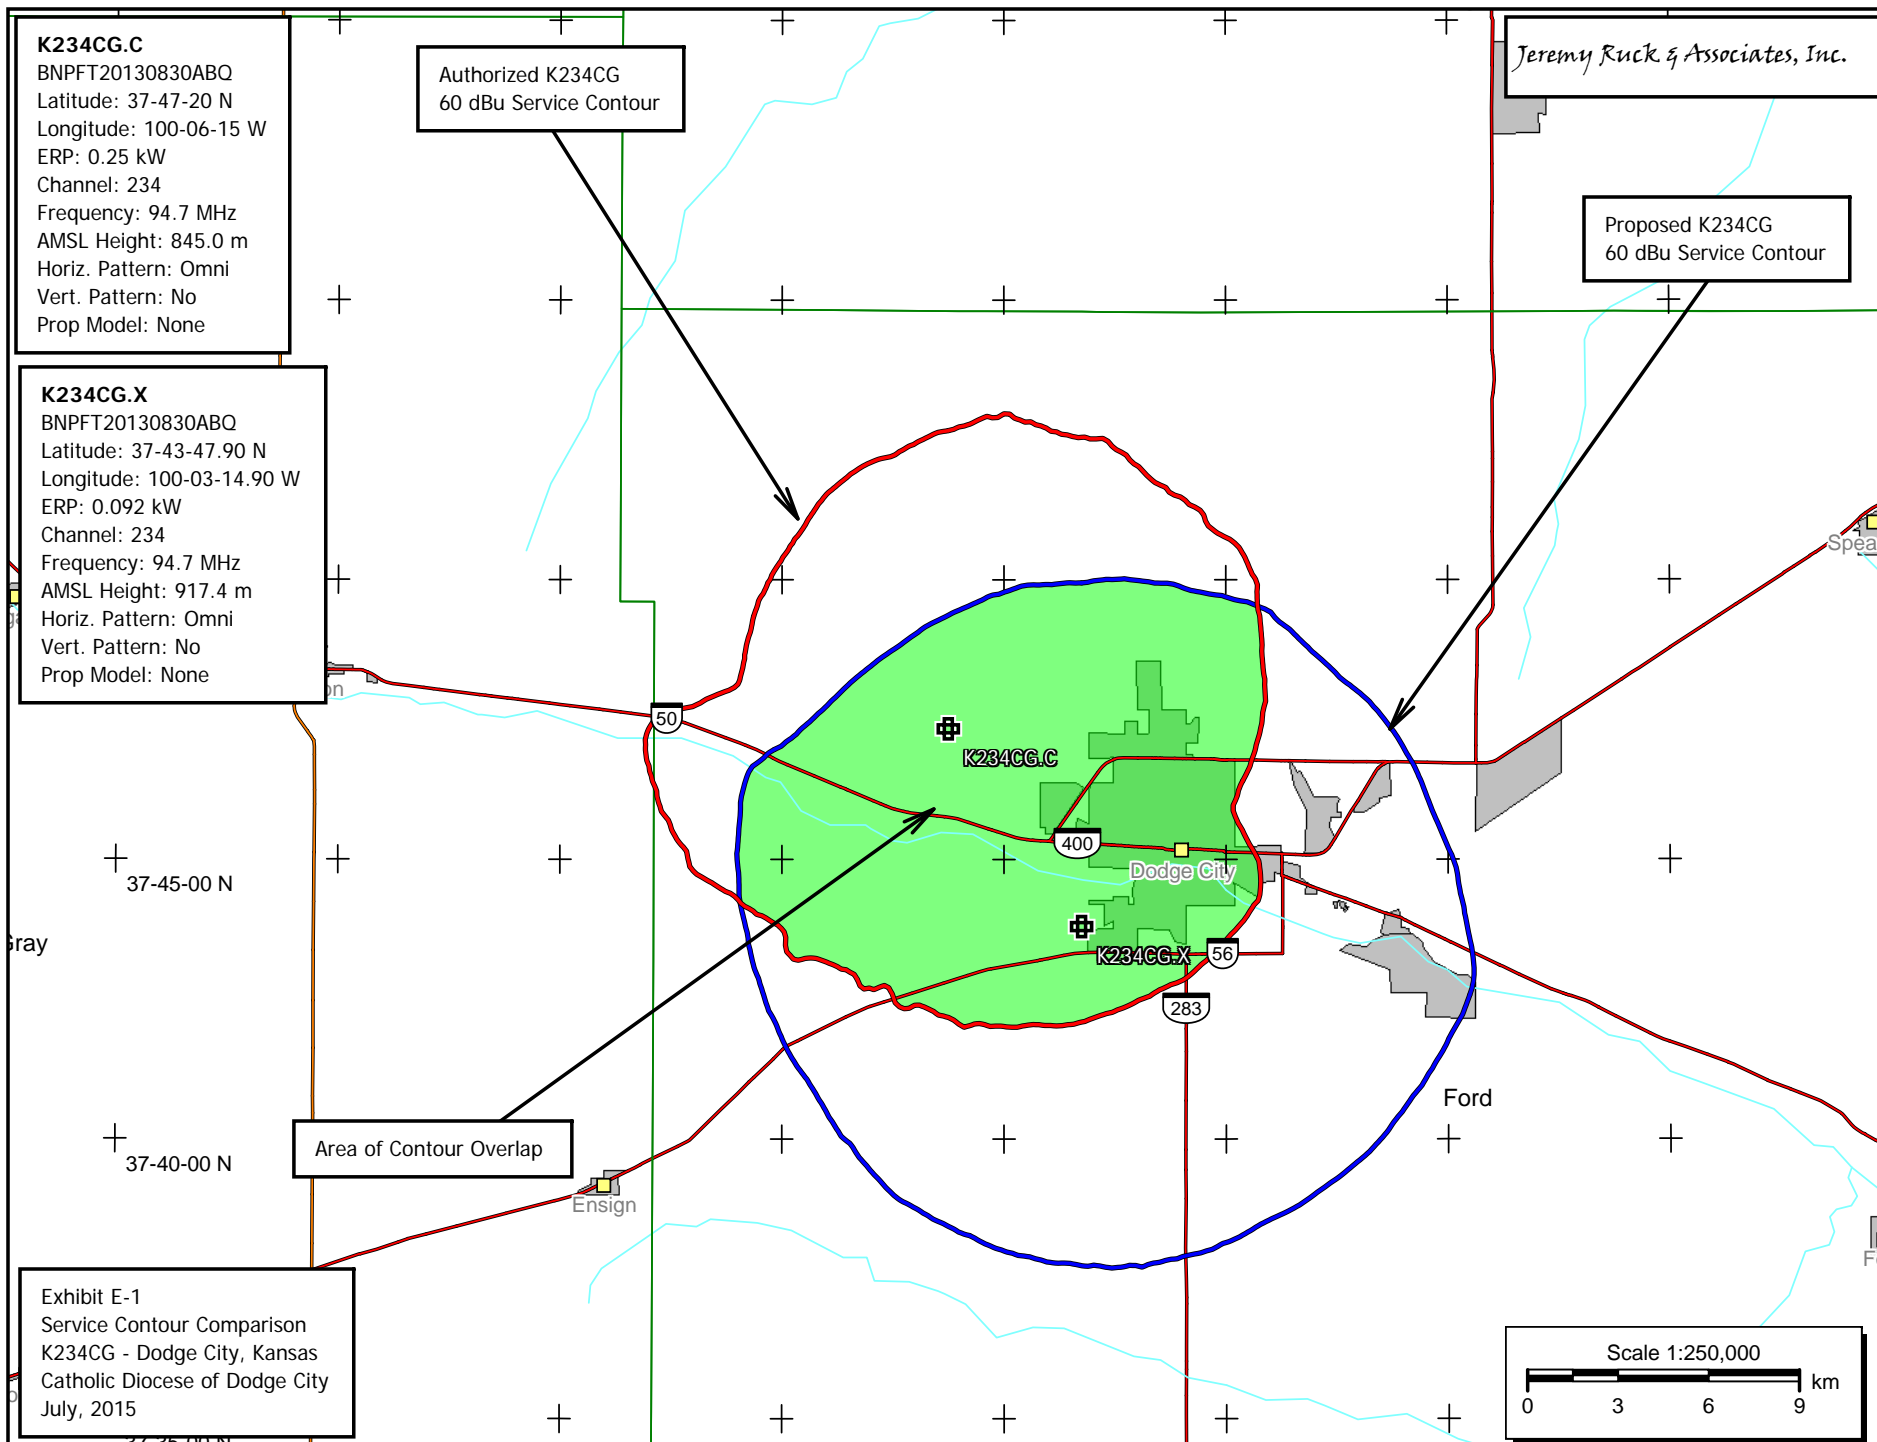 K234CG.C
BNPFT20130830ABQ
Latitude: 37-47-20 N
Longitude: 100-06-15 W
ERP: 0.25 kW
Channel: 234
Frequency: 94.7 MHz
AMSL Height: 845.0 m
Horiz. Pattern: Omni
Vert. Pattern: No
Prop Model: None
Authorized K234CG
60 dBu Service Contour
Jeremy Ruck & Associates, Inc.
Proposed K234CG
60 dBu Service Contour
K234CG.X
BNPFT20130830ABQ
Latitude: 37-43-47.90 N
Longitude: 100-03-14.90 W
ERP: 0.092 kW
Channel: 234
Frequency: 94.7 MHz
AMSL Height: 917.4 m
Horiz. Pattern: Omni
Vert. Pattern: No
Prop Model: None
Spea
on
50
K234CG.C
400
Dodge City
37-45-00 N
Gray
K234CG.X
56
283
Ford
Area of Contour Overlap
37-40-00 N
Ensign
Exhibit E-1
Service Contour Comparison
K234CG - Dodge City, Kansas
Catholic Diocese of Dodge City
July, 2015
37-35-00 N
Scale 1:250,000
km
0 3 6 9